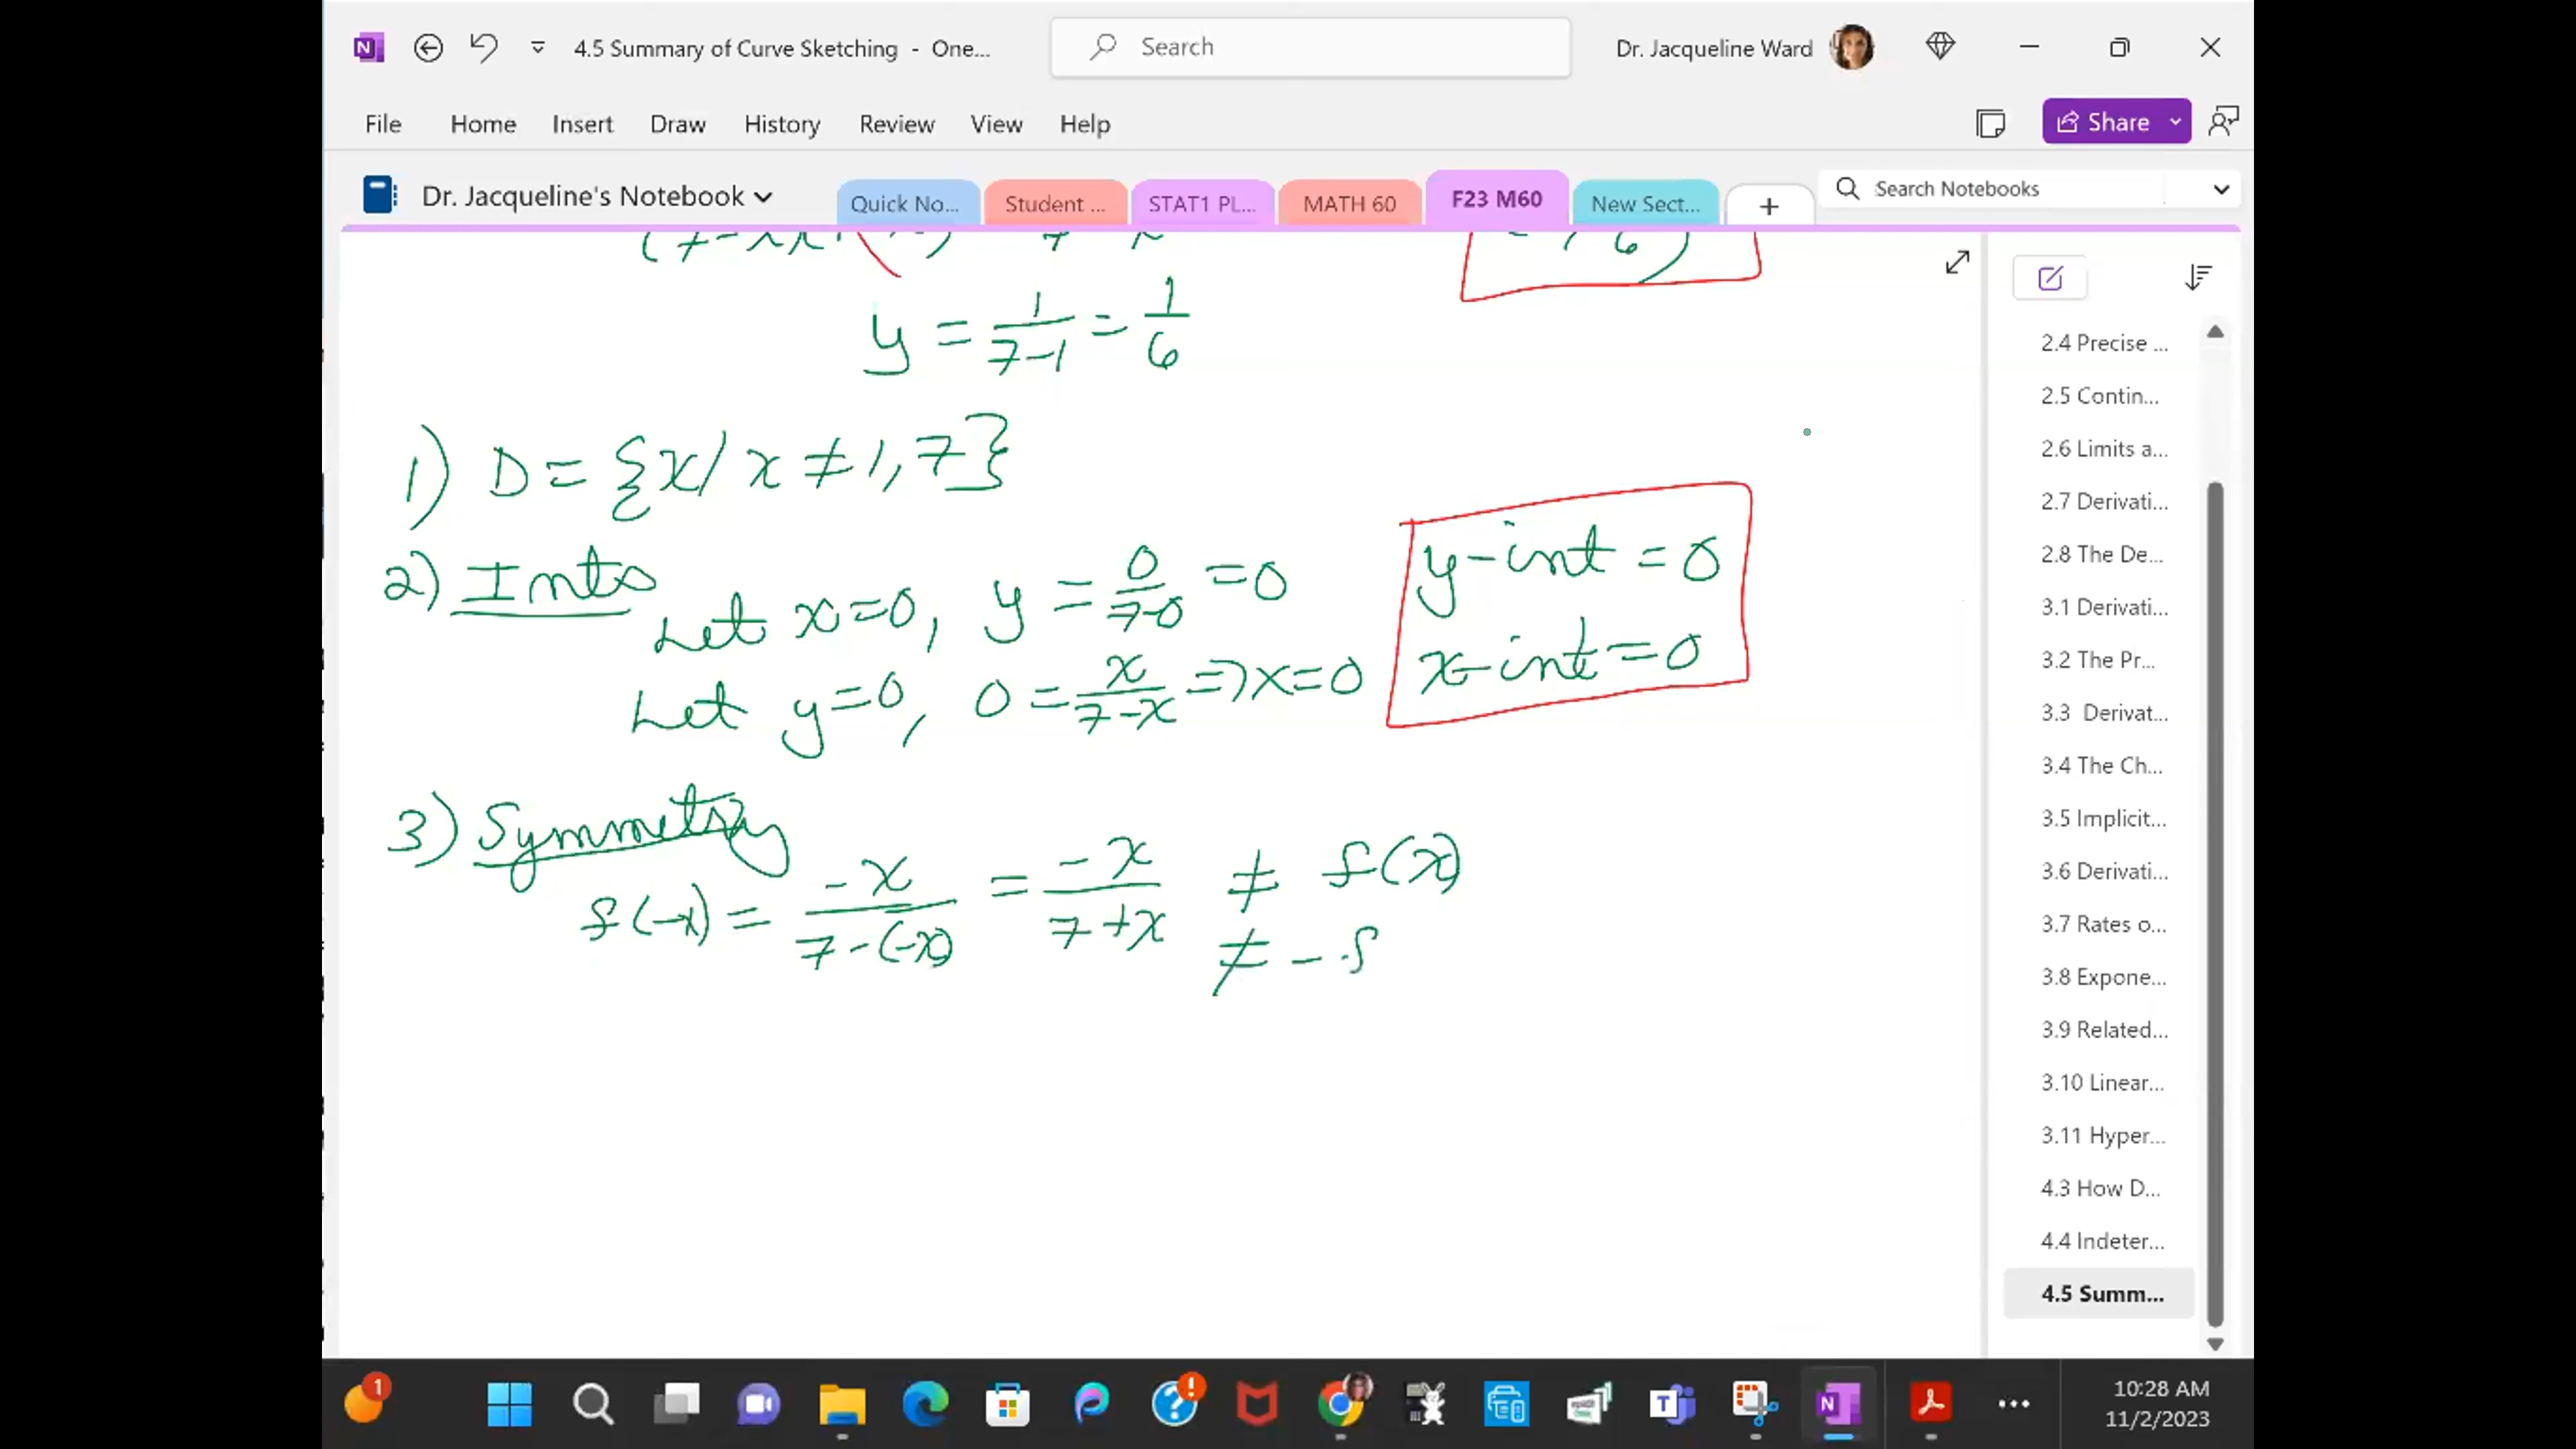 4.5 Summary of Curve Sketching - One...
Search
Dr. Jacqueline Ward
File Home Insert Draw History Review View Help
Share
Dr. Jacqueline's Notebook
Quick No...
Student ...
STAT1 PL...
MATH 60
F23 M60
New Sect...
+
Search Notebooks
y = 1/(7-1) = 1/6
1) D = {x/ x ≠ 1, 7}
2) Ints
Let x=0, y = 0/(7-0) = 0
Let y=0, 0 = x/(7-x) => x=0
y-int = 0
x-int = 0
3) Symmetry
f(-x) = -x/(7-(-x)) = -x/(7+x) ≠ f(x)
≠ - f
2.4 Precise ...
2.5 Contin...
2.6 Limits a...
2.7 Derivati...
2.8 The De...
3.1 Derivati...
3.2 The Pr...
3.3 Derivat...
3.4 The Ch...
3.5 Implicit...
3.6 Derivati...
3.7 Rates o...
3.8 Expone...
3.9 Related...
3.10 Linear...
3.11 Hyper...
4.3 How D...
4.4 Indeter...
4.5 Summ...
1
10:28 AM
11/2/2023